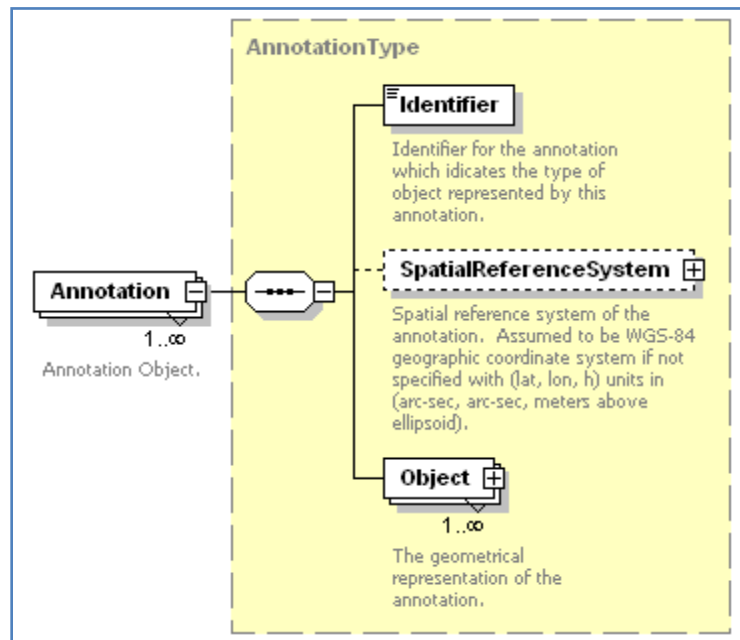 AnnotationType
Identifier
Identifier for the annotation
which idicates the type of
object represented by this
annotation.
SpatialReferenceSystem
Spatial reference system of the
annotation.  Assumed to be WGS-84
geographic coordinate system if not
specified with (lat, lon, h) units in
(arc-sec, arc-sec, meters above
ellipsoid).
Annotation
1..∞
Annotation Object.
Object
1..∞
The geometrical
representation of the
annotation.